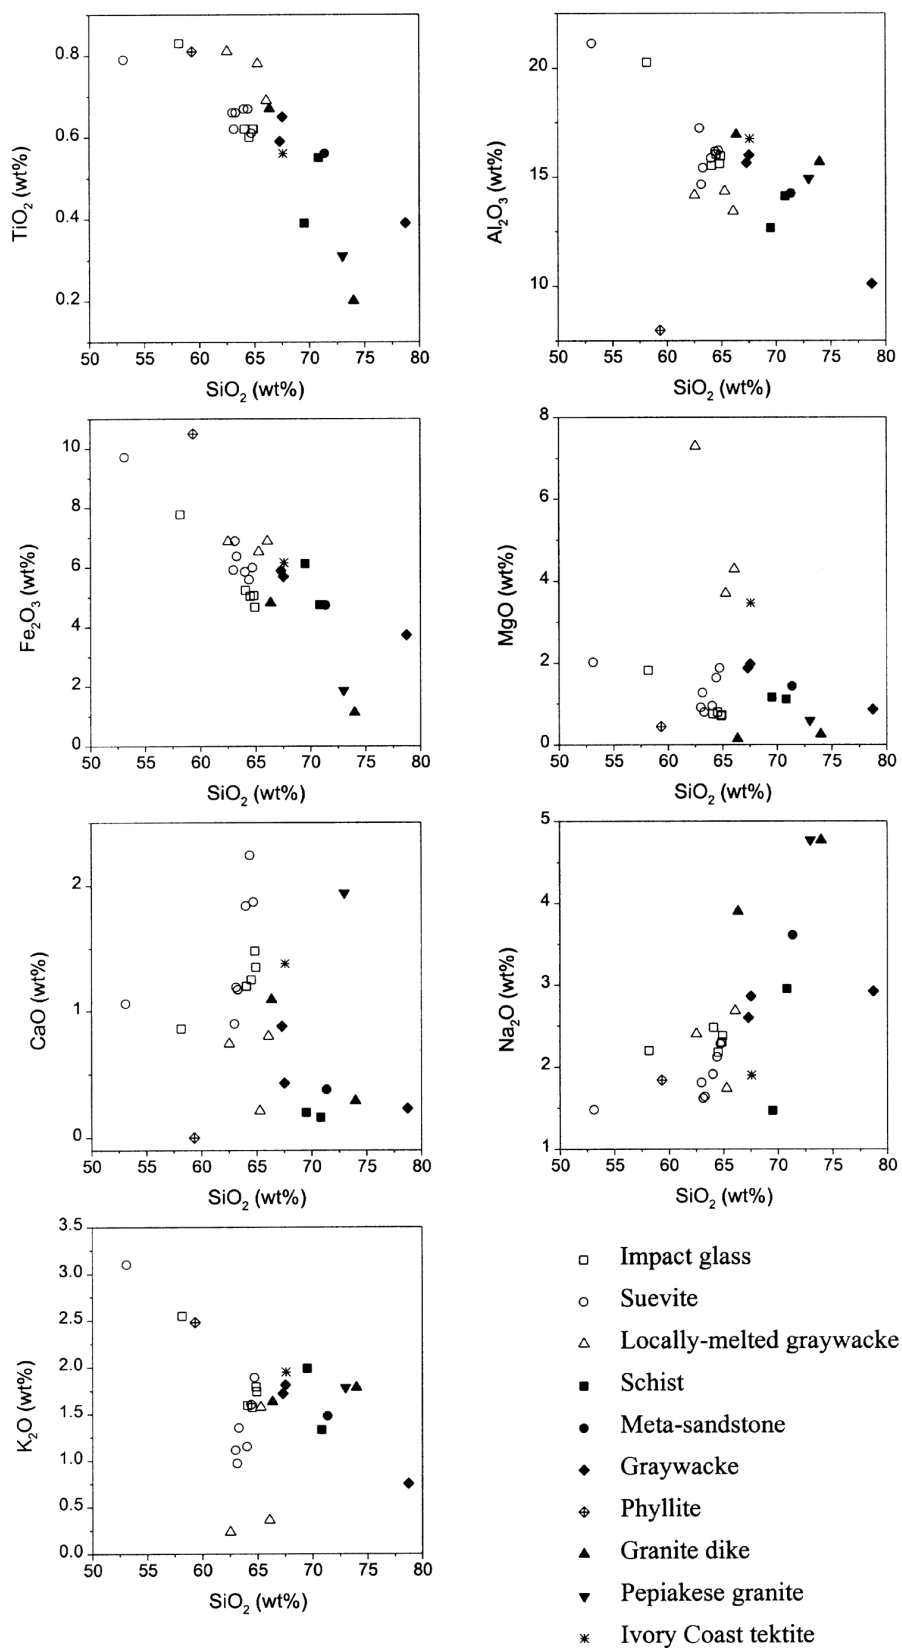 0.8
0.6
0.4
0.2
TiO2 (wt%)
50 55 60 65 70 75 80
SiO2 (wt%)
20
15
10
Al2O3 (wt%)
50 55 60 65 70 75 80
SiO2 (wt%)
10
8
6
4
2
0
Fe2O3 (wt%)
50 55 60 65 70 75 80
SiO2 (wt%)
8
6
4
2
0
MgO (wt%)
50 55 60 65 70 75 80
SiO2 (wt%)
2
1
0
CaO (wt%)
50 55 60 65 70 75 80
SiO2 (wt%)
5
4
3
2
1
Na2O (wt%)
50 55 60 65 70 75 80
SiO2 (wt%)
3.5
3.0
2.5
2.0
1.5
1.0
0.5
0.0
K2O (wt%)
50 55 60 65 70 75 80
SiO2 (wt%)
Impact glass
Suevite
Locally-melted graywacke
Schist
Meta-sandstone
Graywacke
Phyllite
Granite dike
Pepiakese granite
Ivory Coast tektite